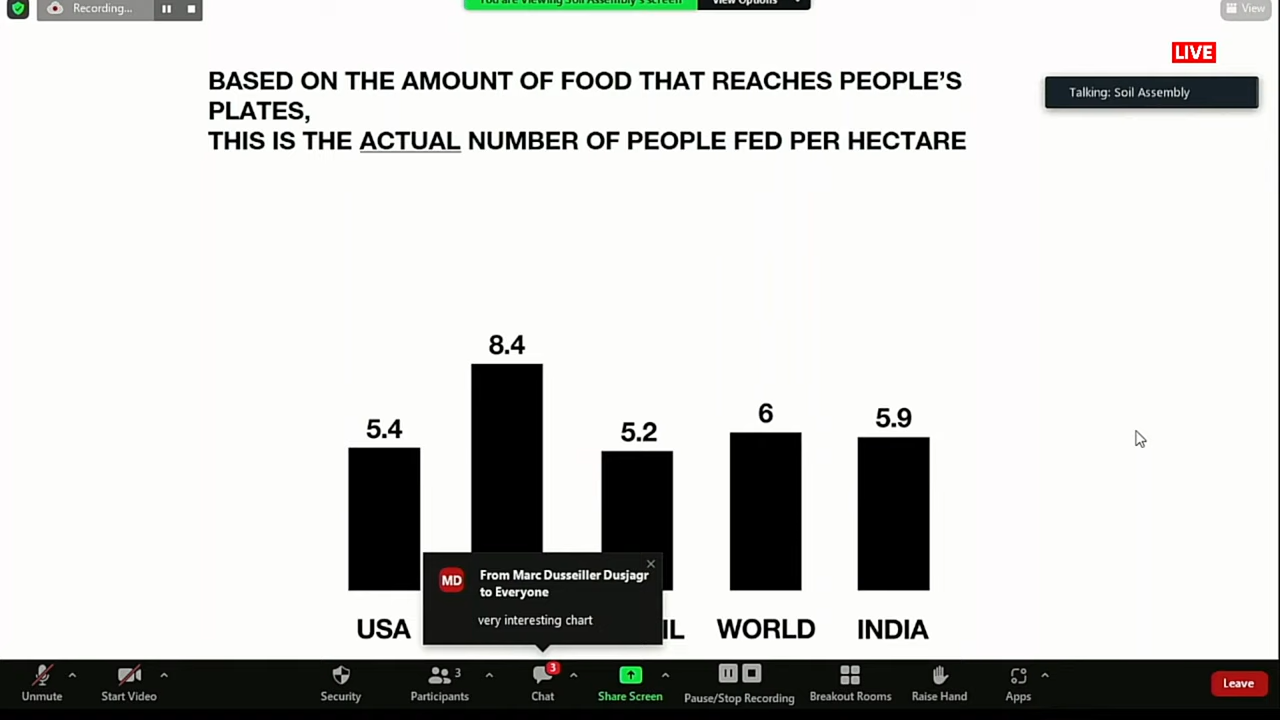 Recording...
You are viewing Soil Assembly's screen
View Options
View
LIVE
BASED ON THE AMOUNT OF FOOD THAT REACHES PEOPLE'S
PLATES,
THIS IS THE ACTUAL NUMBER OF PEOPLE FED PER HECTARE
Talking: Soil Assembly
5.4
8.4
5.2
6
5.9
MD
From Marc Dusseiller Dusjagr
to Everyone
very interesting chart
USA
IL
WORLD
INDIA
Unmute
Start Video
Security
3
Participants
3
Chat
Share Screen
Pause/Stop Recording
Breakout Rooms
Raise Hand
Apps
Leave